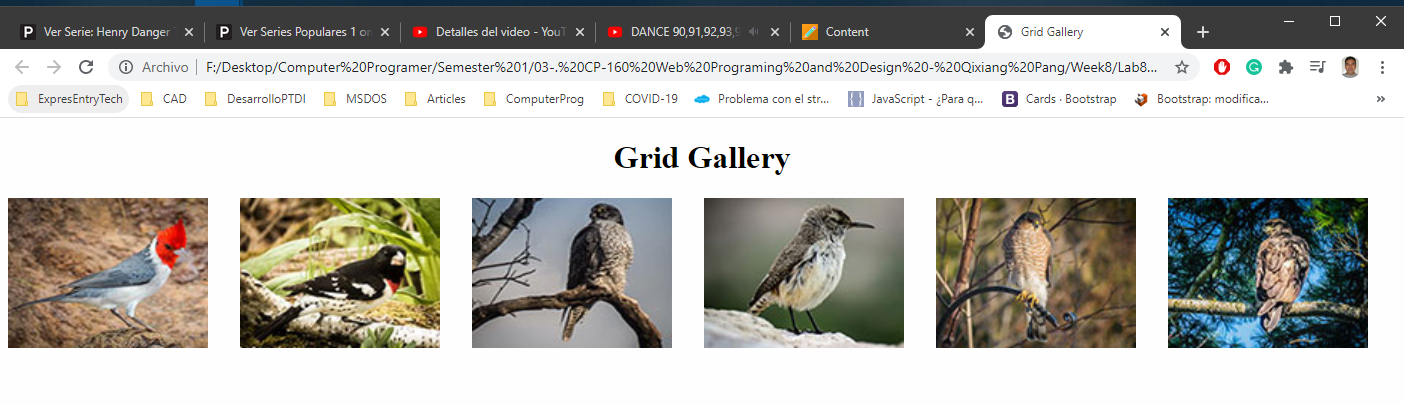 Ver Serie: Henry Danger
Ver Series Populares 1 on
Detalles del video - YouT
DANCE 90,91,92,93,9
Content
Grid Gallery
Archivo
F:/Desktop/Computer%20Programer/Semester%201/03-.%20CP-160%20Web%20Programing%20and%20Design%20-%20Qixiang%20Pang/Week8/Lab8...
ExpresEntryTech
CAD
DesarrolloPTDI
MSDOS
Articles
ComputerProg
COVID-19
Problema con el str...
JavaScript - ¿Para q...
B
Cards · Bootstrap
Bootstrap: modifica...
»
Grid Gallery